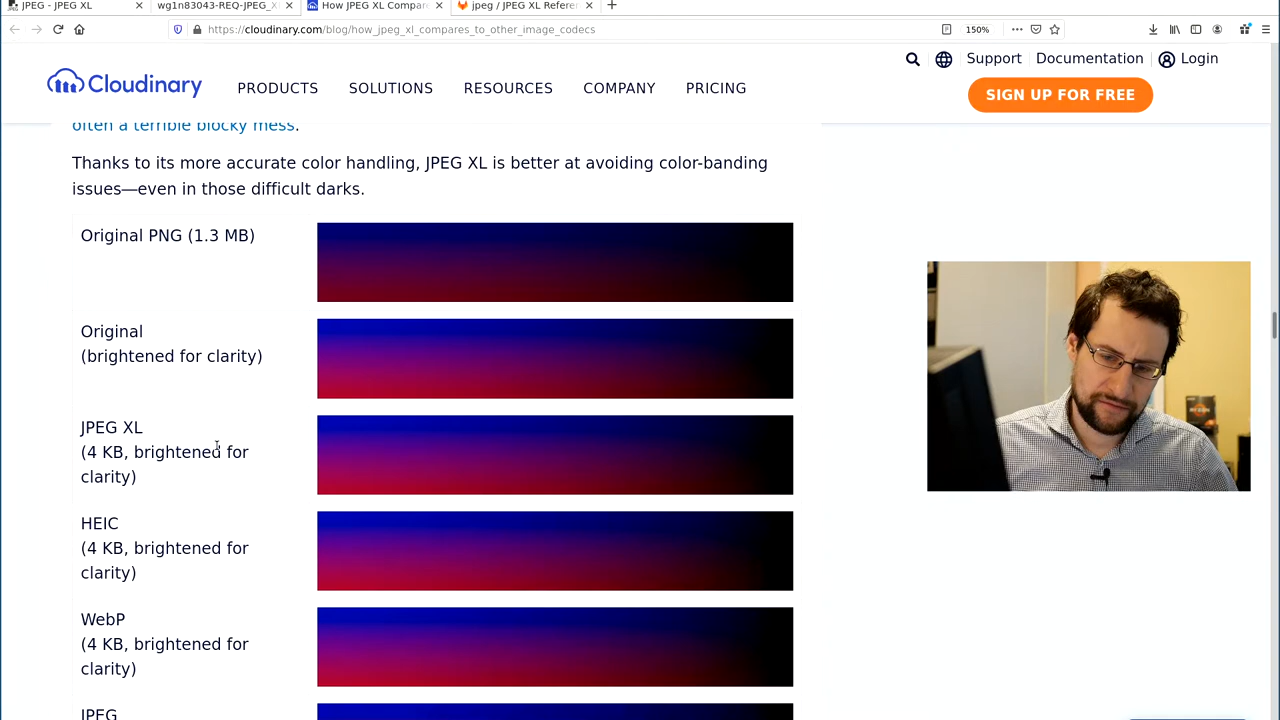 JPEG - JPEG XL
wg1n83043-REQ-JPEG_X
How JPEG XL Compar
jpeg / JPEG XL Refere
https://cloudinary.com/blog/how_jpeg_xl_compares_to_other_image_codecs
150%
Support
Documentation
Login
Cloudinary
PRODUCTS
SOLUTIONS
RESOURCES
COMPANY
PRICING
SIGN UP FOR FREE
often a terrible blocky mess.
Thanks to its more accurate color handling, JPEG XL is better at avoiding color-banding
issues—even in those difficult darks.
Original PNG (1.3 MB)
Original
(brightened for clarity)
JPEG XL
(4 KB, brightened for
clarity)
HEIC
(4 KB, brightened for
clarity)
WebP
(4 KB, brightened for
clarity)
JPEG